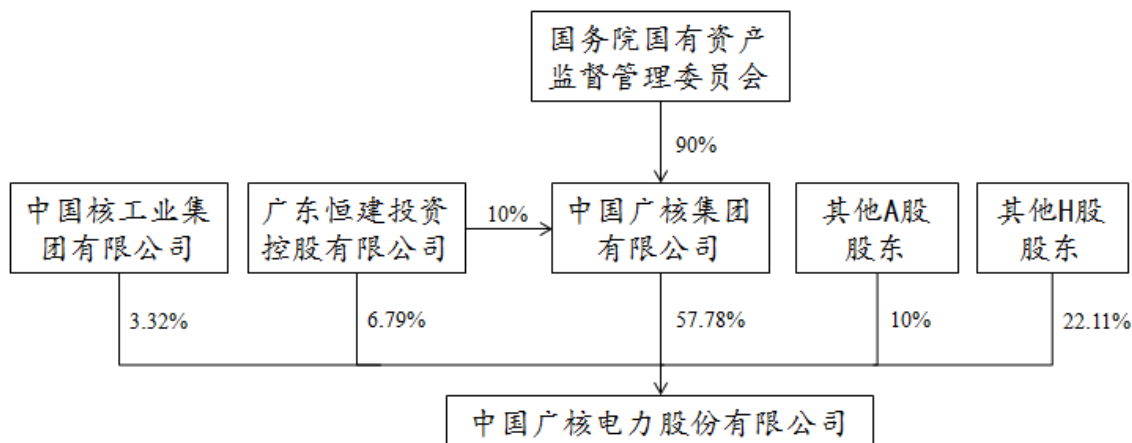 国务院国有资产
监督管理委员会
90%
中国核工业集
团有限公司
广东恒建投资
控股有限公司
10%
中国广核集团
有限公司
其他A股
股东
其他H股
股东
3.32%
6.79%
57.78%
10%
22.11%
中国广核电力股份有限公司